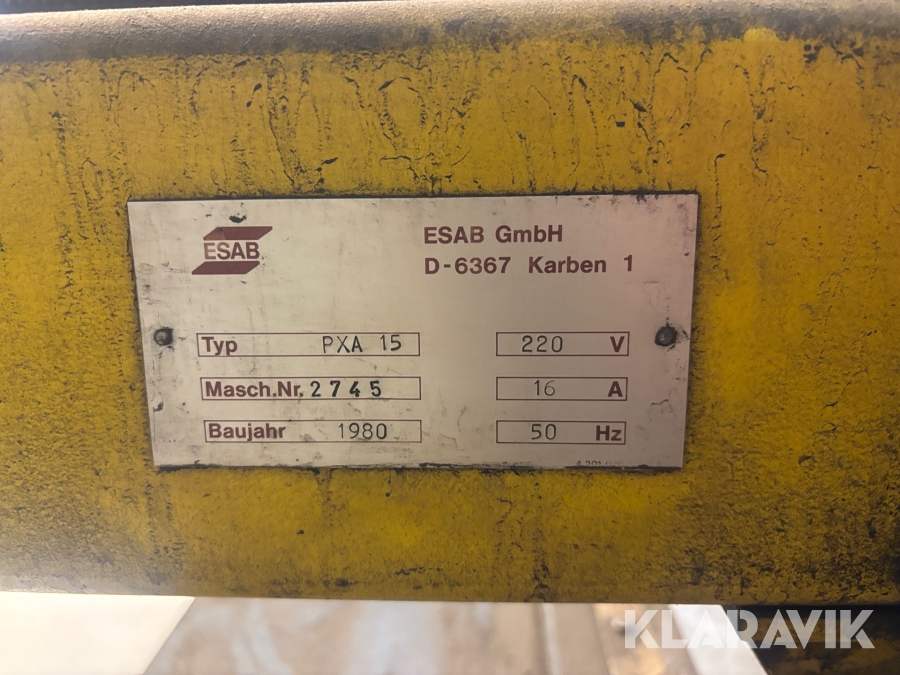 ESAB
ESAB GmbH
D-6367 Karben 1
Typ PXA 15
220 V
Masch.Nr. 2745
16 A
Baujahr 1980
50 Hz
KLARAVIK